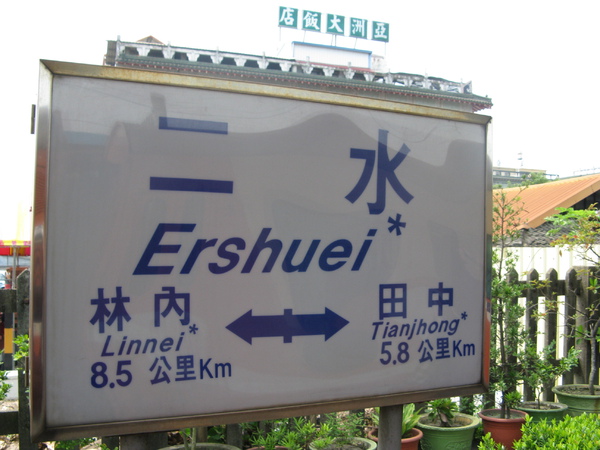 亞洲大飯店
二水
Ershuei*
林內
Linnei*
8.5 公里Km
田中
Tianjhong*
5.8 公里Km